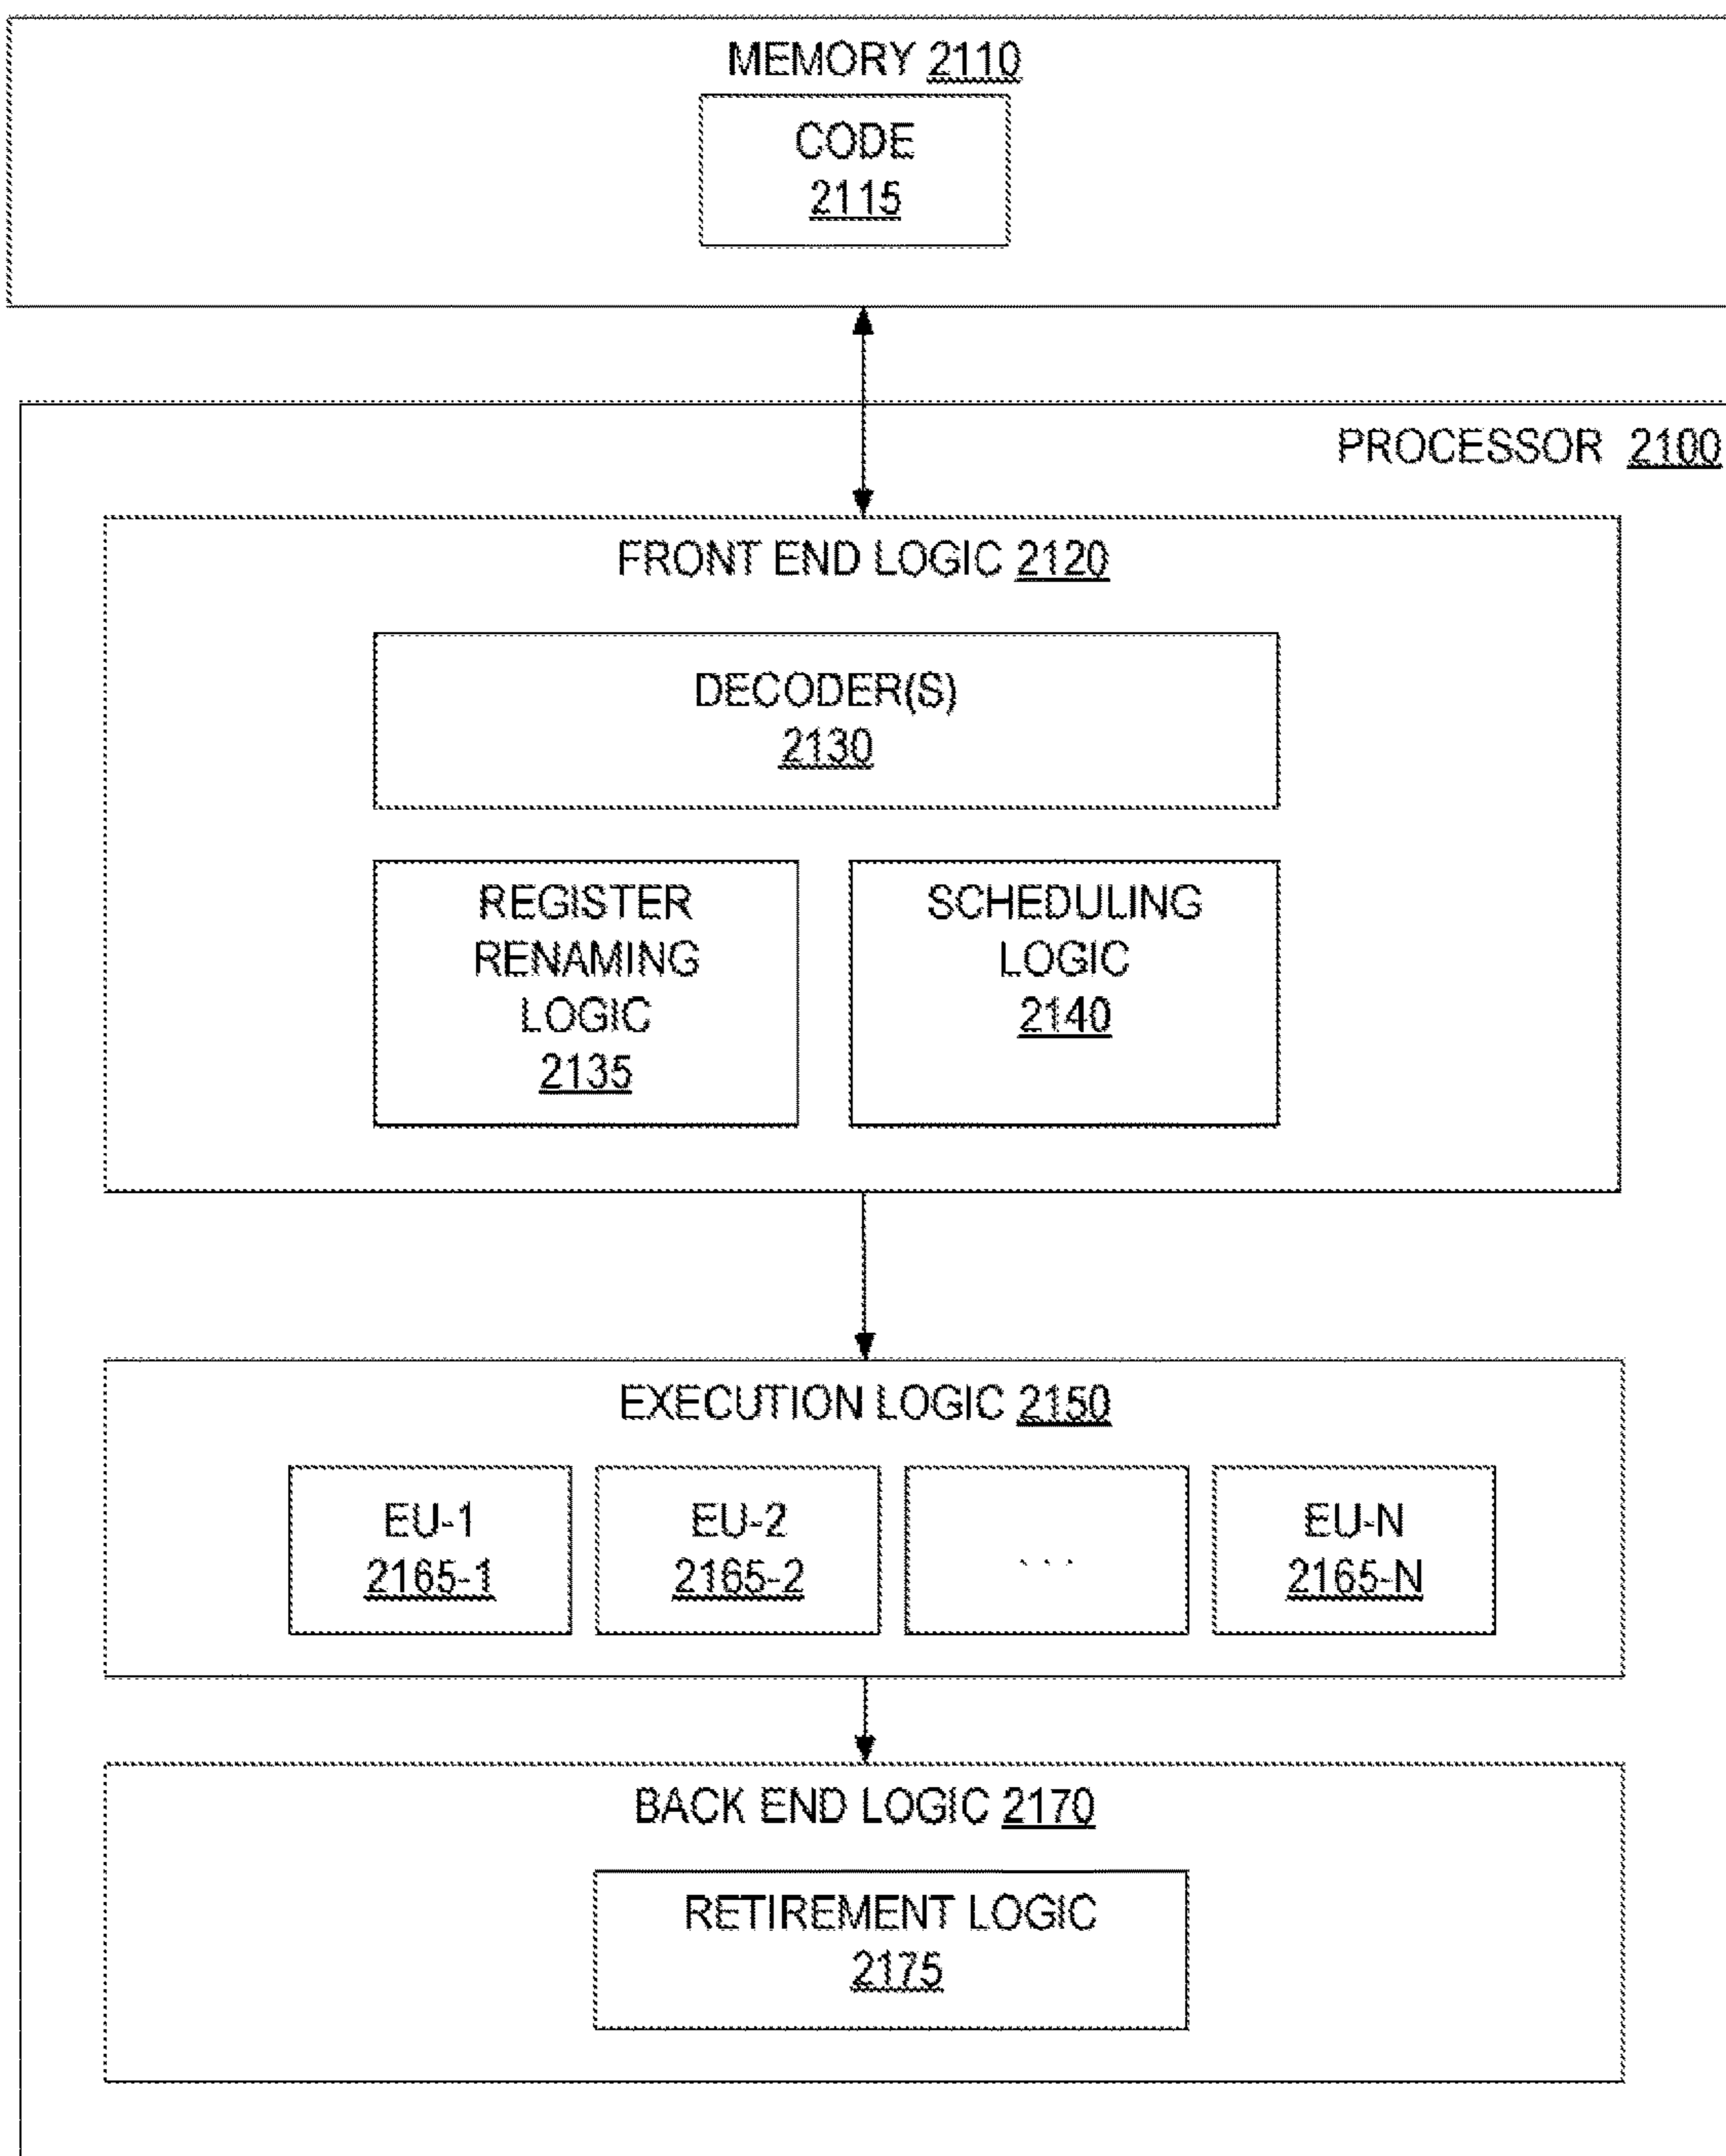 MEMORY 2110
CODE
2115
PROCESSOR 2100
FRONT END LOGIC 2120
DECODER(S)
2130
REGISTER
RENAMING
LOGIC
2135
SCHEDULING
LOGIC
2140
EXECUTION LOGIC 2150
EU-1
2165-1
EU-2
2165-2
. . .
EU-N
2165-N
BACK END LOGIC 2170
RETIREMENT LOGIC
2175